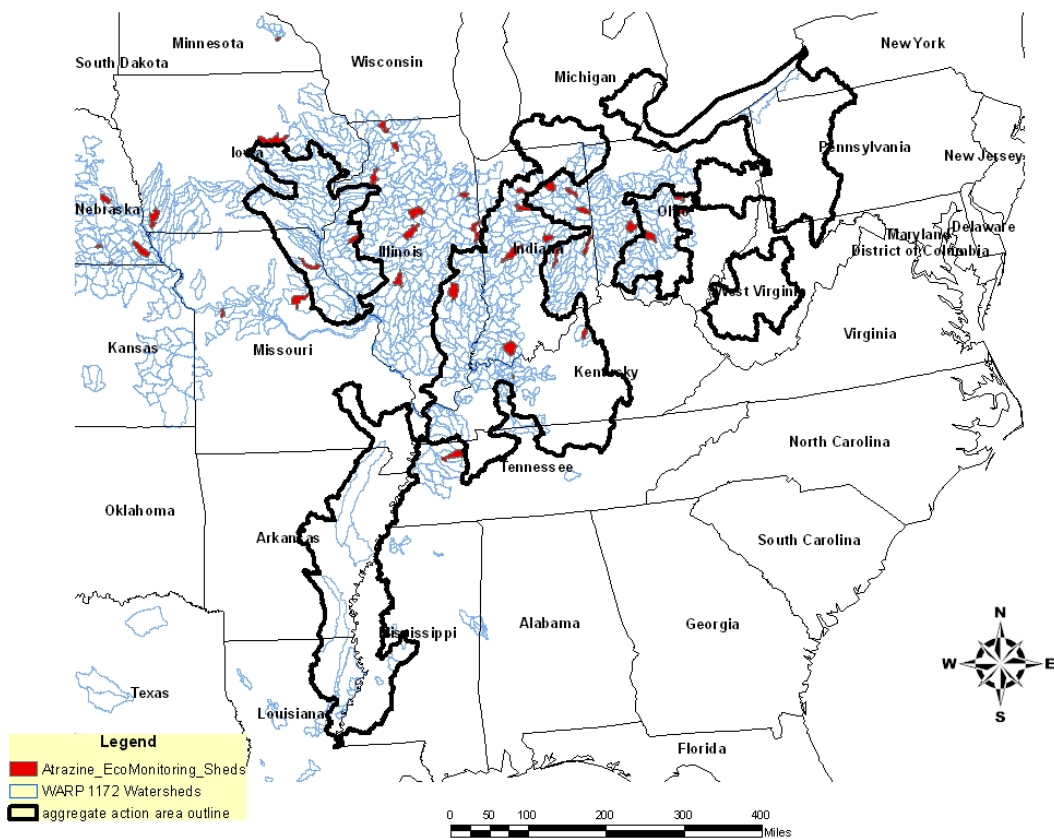 Minnesota
South Dakota
Wisconsin
Michigan
New York
Iowa
Pennsylvania
New Jersey
Nebraska
Ohio
Illinois
Indiana
Maryland
Delaware
District of Columbia
West Virginia
Virginia
Kansas
Missouri
Kentucky
North Carolina
Tennessee
Oklahoma
Arkansas
South Carolina
Mississippi
Alabama
Georgia
Texas
Louisiana
Florida
N
W
E
S
Legend
Atrazine_EcoMonitoring_Sheds
WARP 1172 Watersheds
aggregate action area outline
0 50 100 200 300 400
Miles